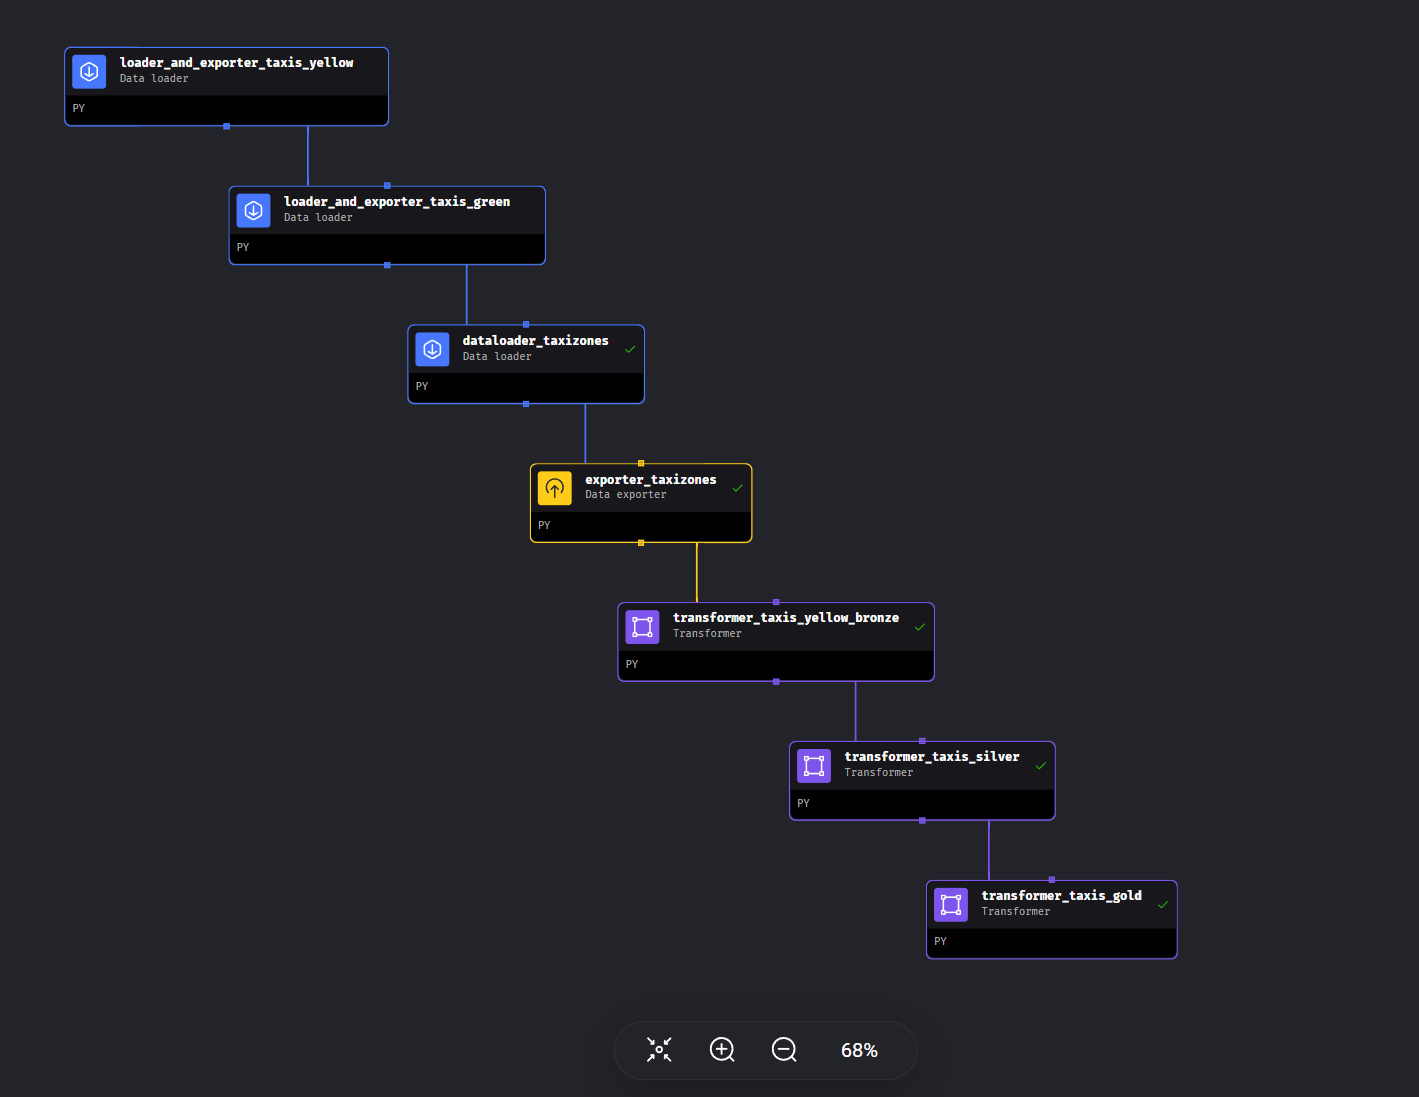 loader_and_exporter_taxis_yellow
Data loader
PY
loader_and_exporter_taxis_green
Data loader
PY
dataloader_taxizones
Data loader
PY
exporter_taxizones
Data exporter
PY
transformer_taxis_yellow_bronze
Transformer
PY
transformer_taxis_silver
Transformer
PY
transformer_taxis_gold
Transformer
PY
68%